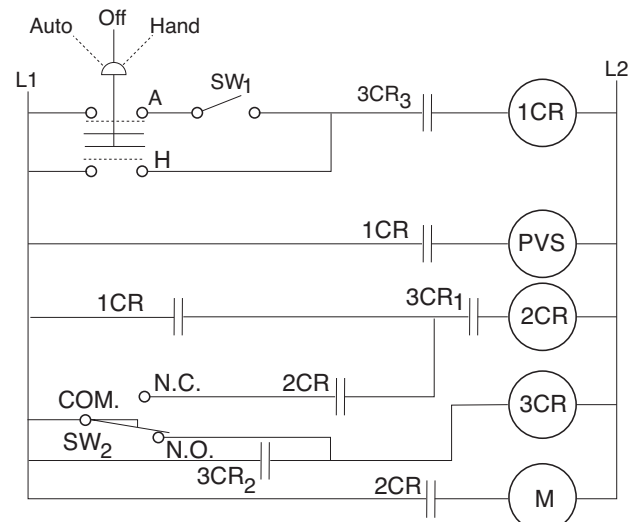 Off
Auto
Hand
L1
L2
A
SW1
3CR3
1CR
H
1CR
PVS
1CR
3CR1
2CR
N.C.
2CR
3CR
COM.
SW2
N.O.
3CR2
2CR
M